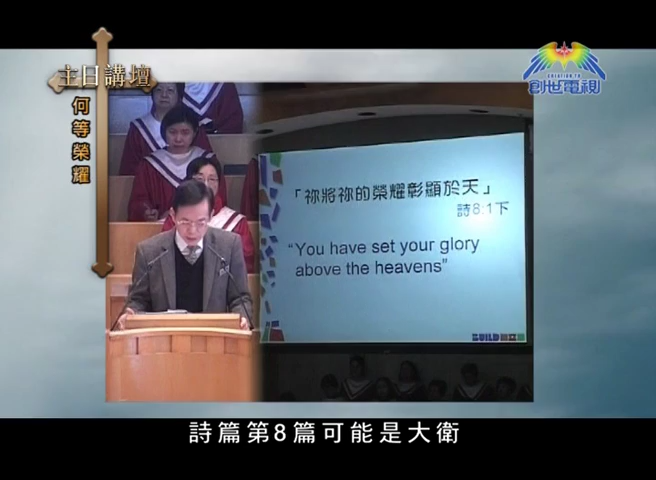 主日講壇
何等榮耀
CREATION TV
創世電視
「祢將祢的榮耀彰顯於天」
詩8:1下
“You have set your glory
above the heavens”
BUILD
詩篇第8篇可能是大衛